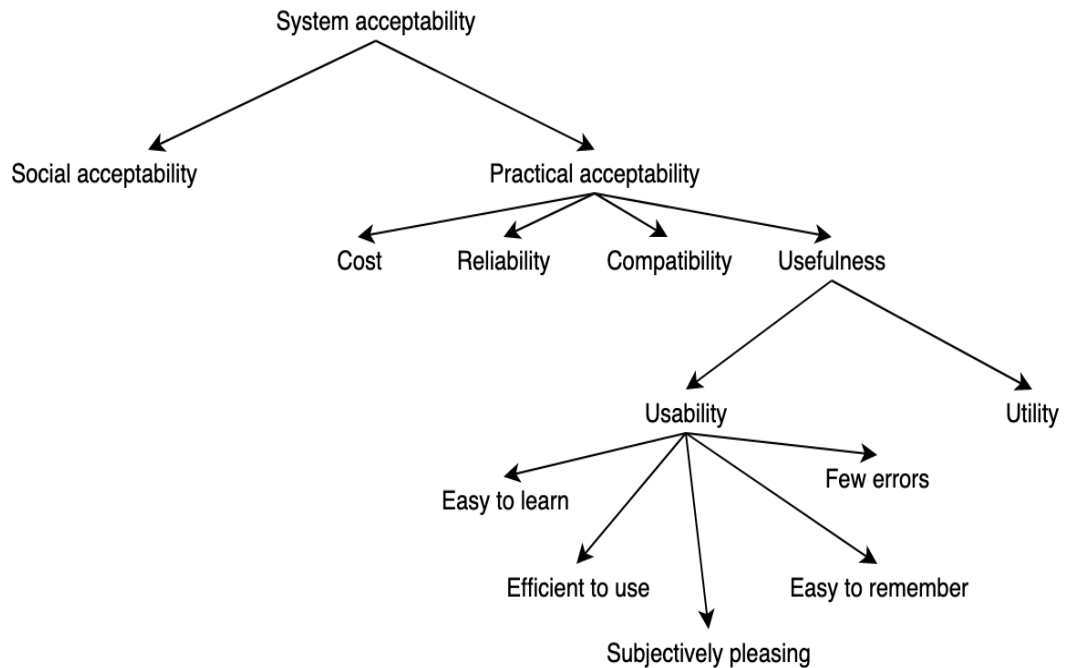 System acceptability
Social acceptability
Practical acceptability
Cost
Reliability
Compatibility
Usefulness
Usability
Utility
Easy to learn
Few errors
Efficient to use
Easy to remember
Subjectively pleasing